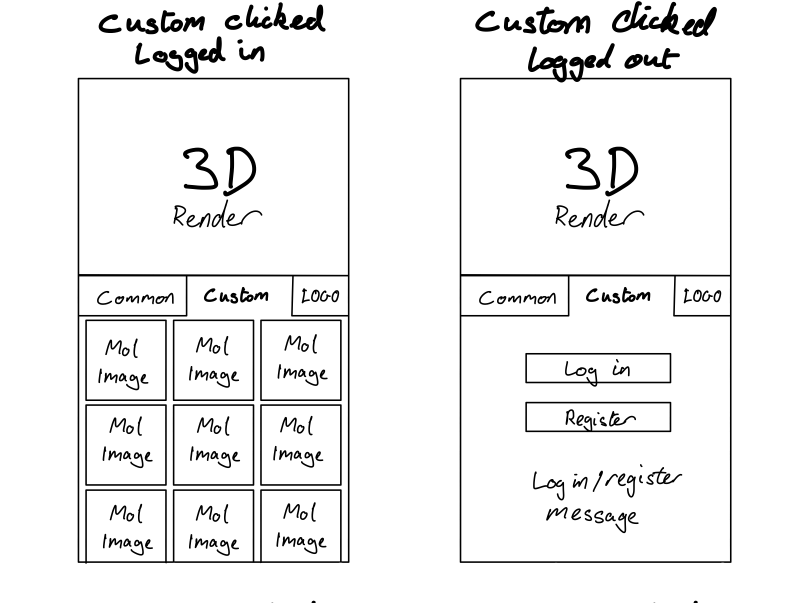 Custom clicked
Logged in
3D
Render
Common Custom LOGO
Mol Image Mol Image Mol Image
Mol Image Mol Image Mol Image
Mol Image Mol Image Mol Image
Custom clicked
Logged out
3D
Render
Common Custom LOGO
Log in
Register
Log in/register
message